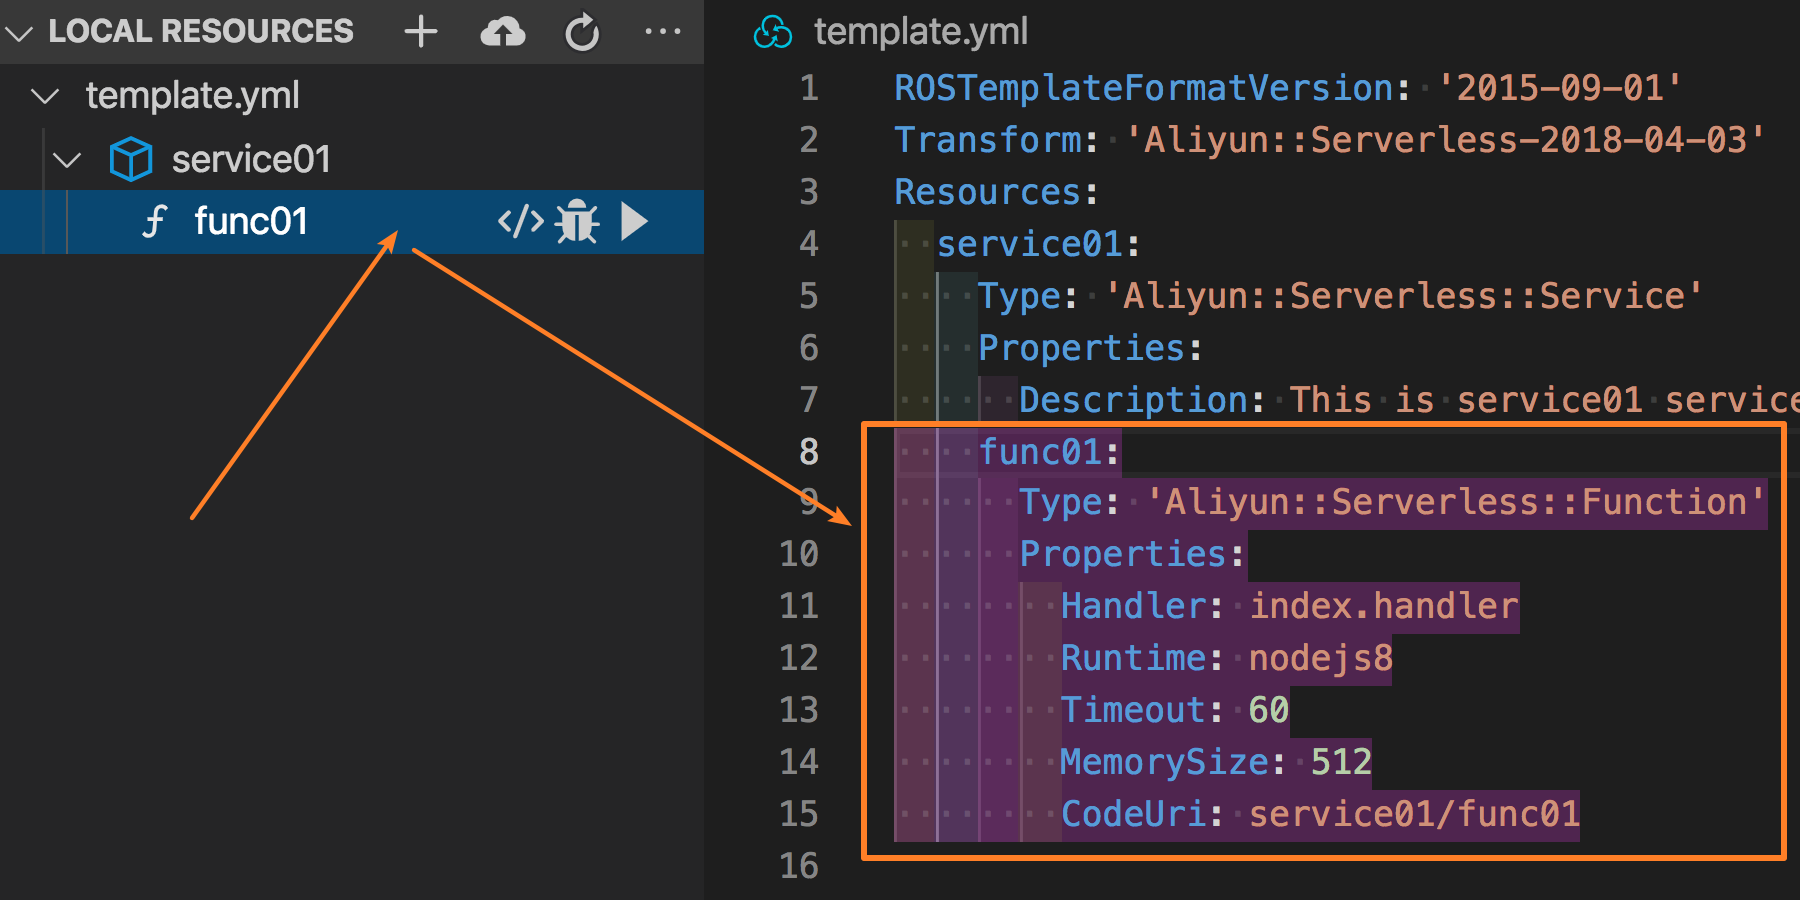 LOCAL RESOURCES
template.yml
service01
func01
template.yml
1 ROSTemplateFormatVersion: '2015-09-01'
2 Transform: 'Aliyun::Serverless-2018-04-03'
3 Resources:
4 service01:
5 Type: 'Aliyun::Serverless::Service'
6 Properties:
7 Description: This is service01 service
8 func01:
9 Type: 'Aliyun::Serverless::Function'
10 Properties:
11 Handler: index.handler
12 Runtime: nodejs8
13 Timeout: 60
14 MemorySize: 512
15 CodeUri: service01/func01
16